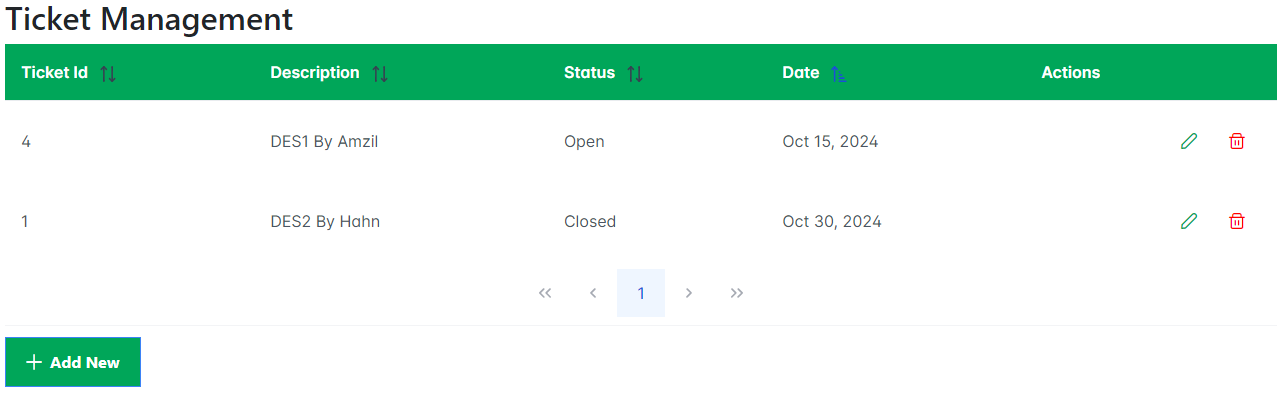 Ticket Management
Ticket Id Description Status Date Actions
4 DES1 By Amzil Open Oct 15, 2024
1 DES2 By Hahn Closed Oct 30, 2024
« ‹ 1 › »
+ Add New